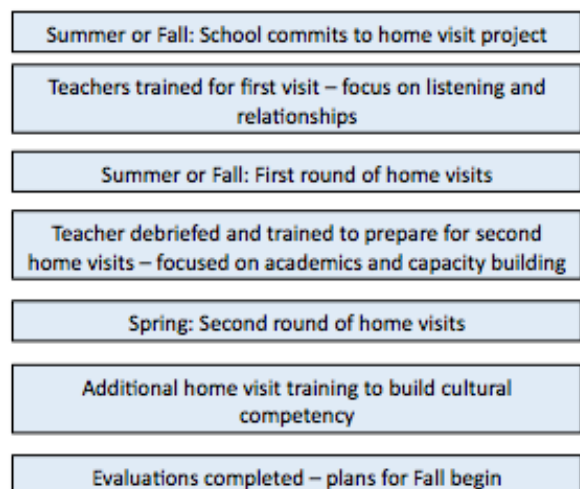 Summer or Fall: School commits to home visit project
Teachers trained for first visit – focus on listening and
relationships
Summer or Fall: First round of home visits
Teacher debriefed and trained to prepare for second
home visits – focused on academics and capacity building
Spring: Second round of home visits
Additional home visit training to build cultural
competency
Evaluations completed – plans for Fall begin